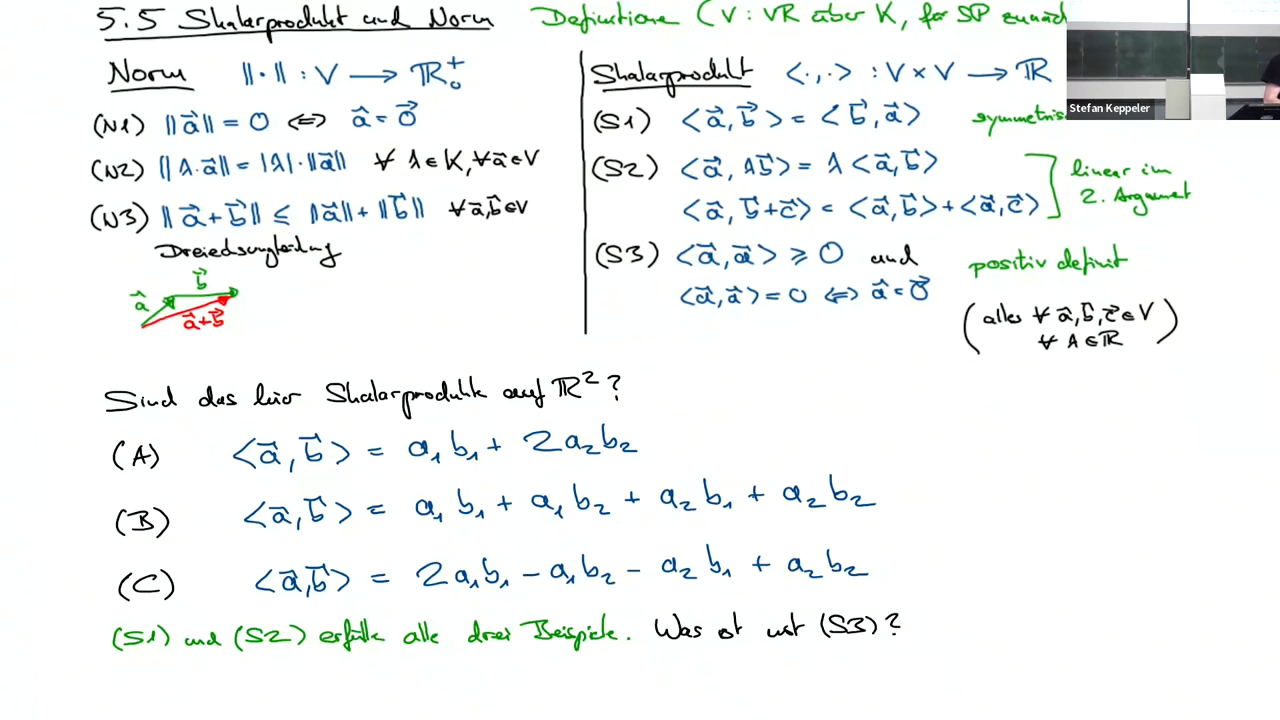 5.5 Skalarprodukt und Norm
Definitionen (V: VR über K, für SP zunäch
Norm ‖·‖ : V ⟶ ℝ₀⁺
(N1) ‖a⃗‖ = 0 ⇔ a⃗ = 0⃗
(N2) ‖λ·a⃗‖ = |λ|·‖a⃗‖ ∀ λ ∈ K, ∀ a⃗ ∈ V
(N3) ‖a⃗+b⃗‖ ≤ ‖a⃗‖ + ‖b⃗‖ ∀ a⃗,b⃗ ∈ V
Dreiecksungleichung
b⃗
a⃗
a⃗+b⃗
Skalarprodukt <·,·> : V × V ⟶ ℝ
(S1) <a⃗,b⃗> = <b⃗,a⃗> symmetris
(S2) <a⃗,λb⃗> = λ<a⃗,b⃗>
<a⃗,b⃗+c⃗> = <a⃗,b⃗> + <a⃗,c⃗>
linear im
2. Argument
(S3) <a⃗,a⃗> ⩾ 0 und positiv definit
<a⃗,a⃗> = 0 ⇔ a⃗ = 0⃗
(alles ∀ a⃗,b⃗,c⃗ ∈ V
∀ λ ∈ ℝ)
Stefan Keppeler
Sind das hier Skalarprodukte auf ℝ²?
(A) <a⃗,b⃗> = a₁b₁ + 2a₂b₂
(B) <a⃗,b⃗> = a₁b₁ + a₁b₂ + a₂b₁ + a₂b₂
(C) <a⃗,b⃗> = 2a₁b₁ − a₁b₂ − a₂b₁ + a₂b₂
(S1) und (S2) erfüllen alle drei Beispiele. Was ist mit (S3)?